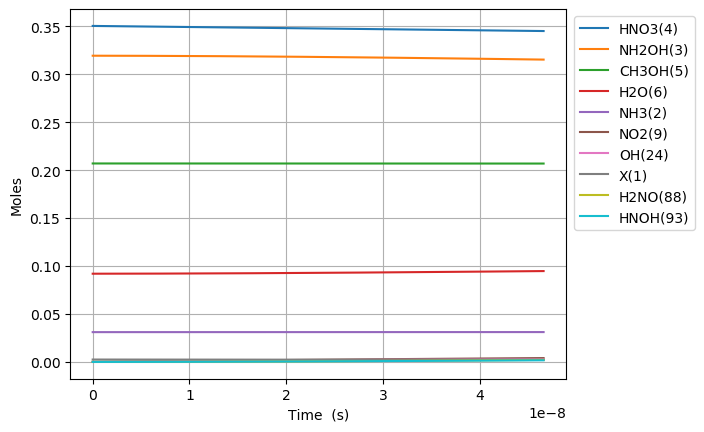 0.35
0.30
0.25
0.20
0.15
0.10
0.05
0.00
Moles
0
1
2
3
4
1e−8
Time  (s)
HNO3(4)
NH2OH(3)
CH3OH(5)
H2O(6)
NH3(2)
NO2(9)
OH(24)
X(1)
H2NO(88)
HNOH(93)